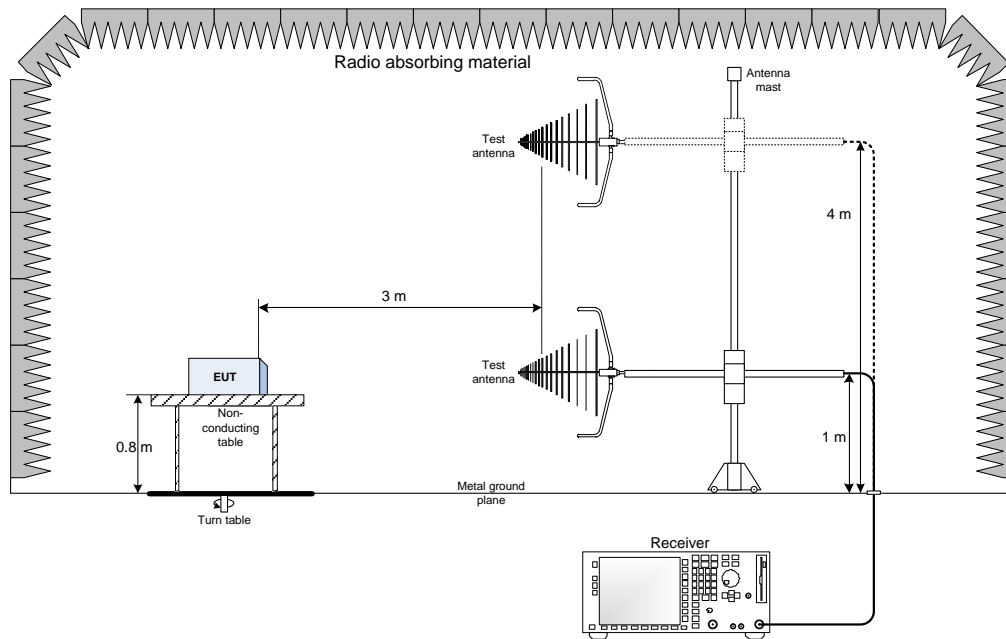 Radio absorbing material
Antenna
mast
Test
antenna
4 m
3 m
Test
antenna
EUT
Non-
conducting
table
0.8 m
1 m
Metal ground
plane
Turn table
Receiver